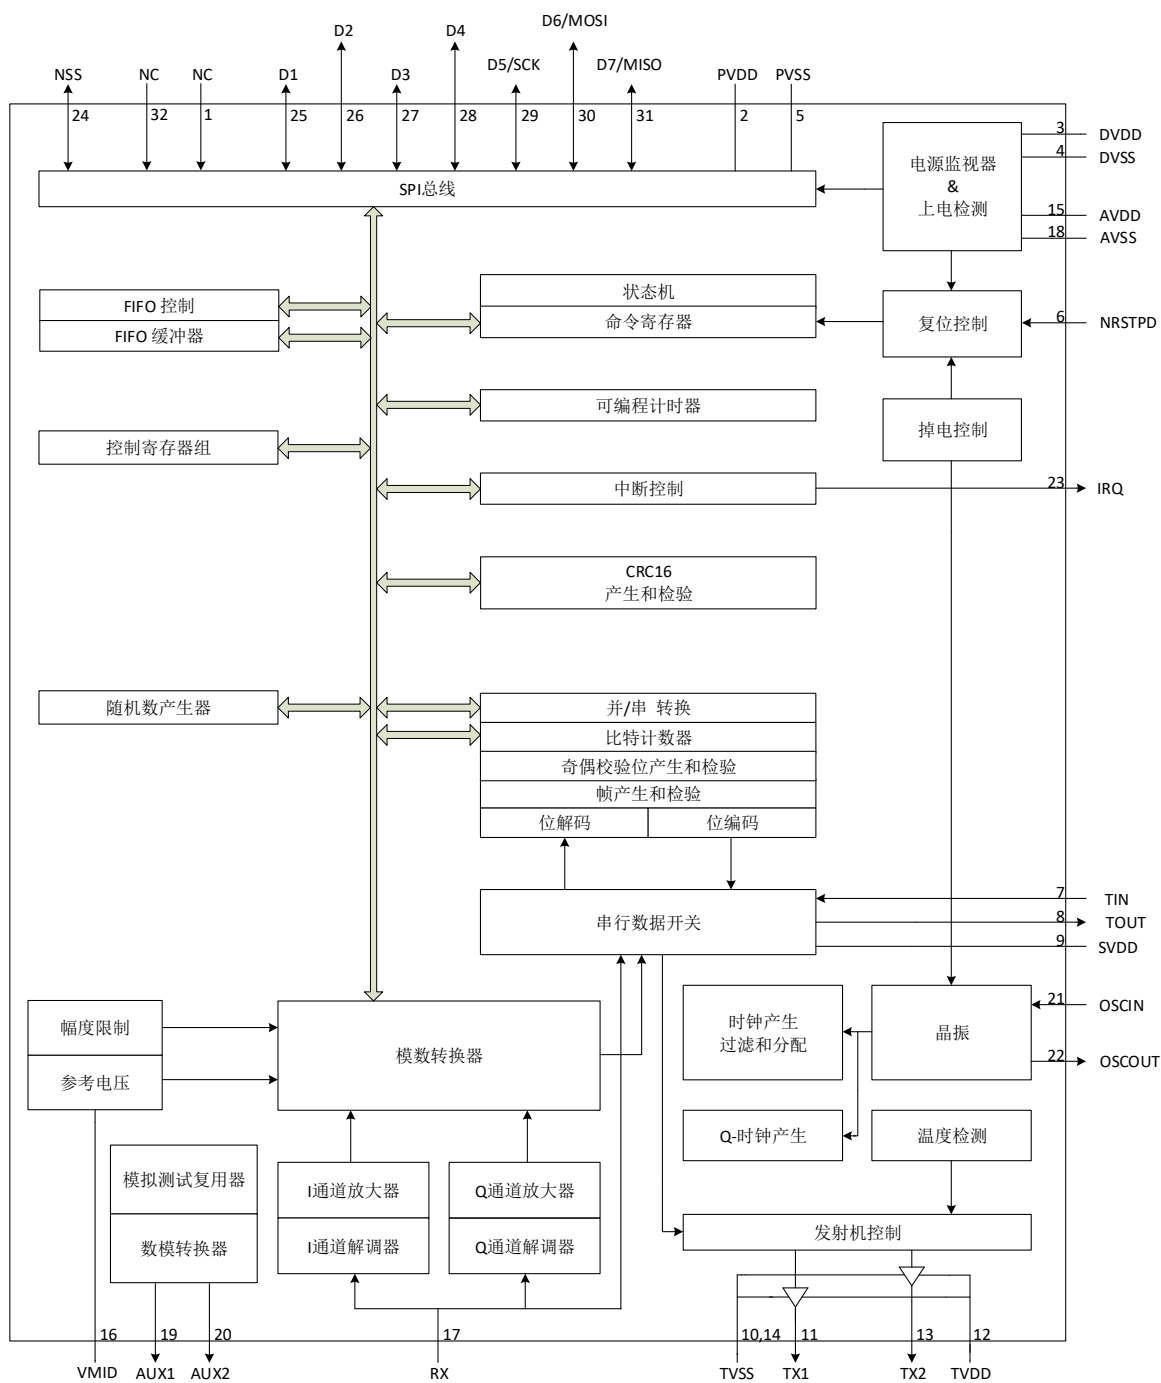 D2
D4
D6/MOSI
NSS
NC
NC
D1
D3
D5/SCK
D7/MISO
PVDD
PVSS
24
32
1
25
26
27
28
29
30
31
2
5
3
DVDD
4
DVSS
15
AVDD
18
AVSS
电源监视器
&
上电检测
SPI总线
FIFO 控制
FIFO 缓冲器
状态机
命令寄存器
复位控制
6
NRSTPD
可编程计时器
掉电控制
控制寄存器组
中断控制
23
IRQ
CRC16
产生和检验
随机数产生器
并/串 转换
比特计数器
奇偶校验位产生和检验
帧产生和检验
位解码
位编码
串行数据开关
7
TIN
8
TOUT
9
SVDD
幅度限制
参考电压
模数转换器
时钟产生
过滤和分配
晶振
21
OSCIN
22
OSCOUT
Q-时钟产生
温度检测
模拟测试复用器
数模转换器
I通道放大器
I通道解调器
Q通道放大器
Q通道解调器
发射机控制
16
19
20
17
10,14
11
13
12
VMID
AUX1
AUX2
RX
TVSS
TX1
TX2
TVDD